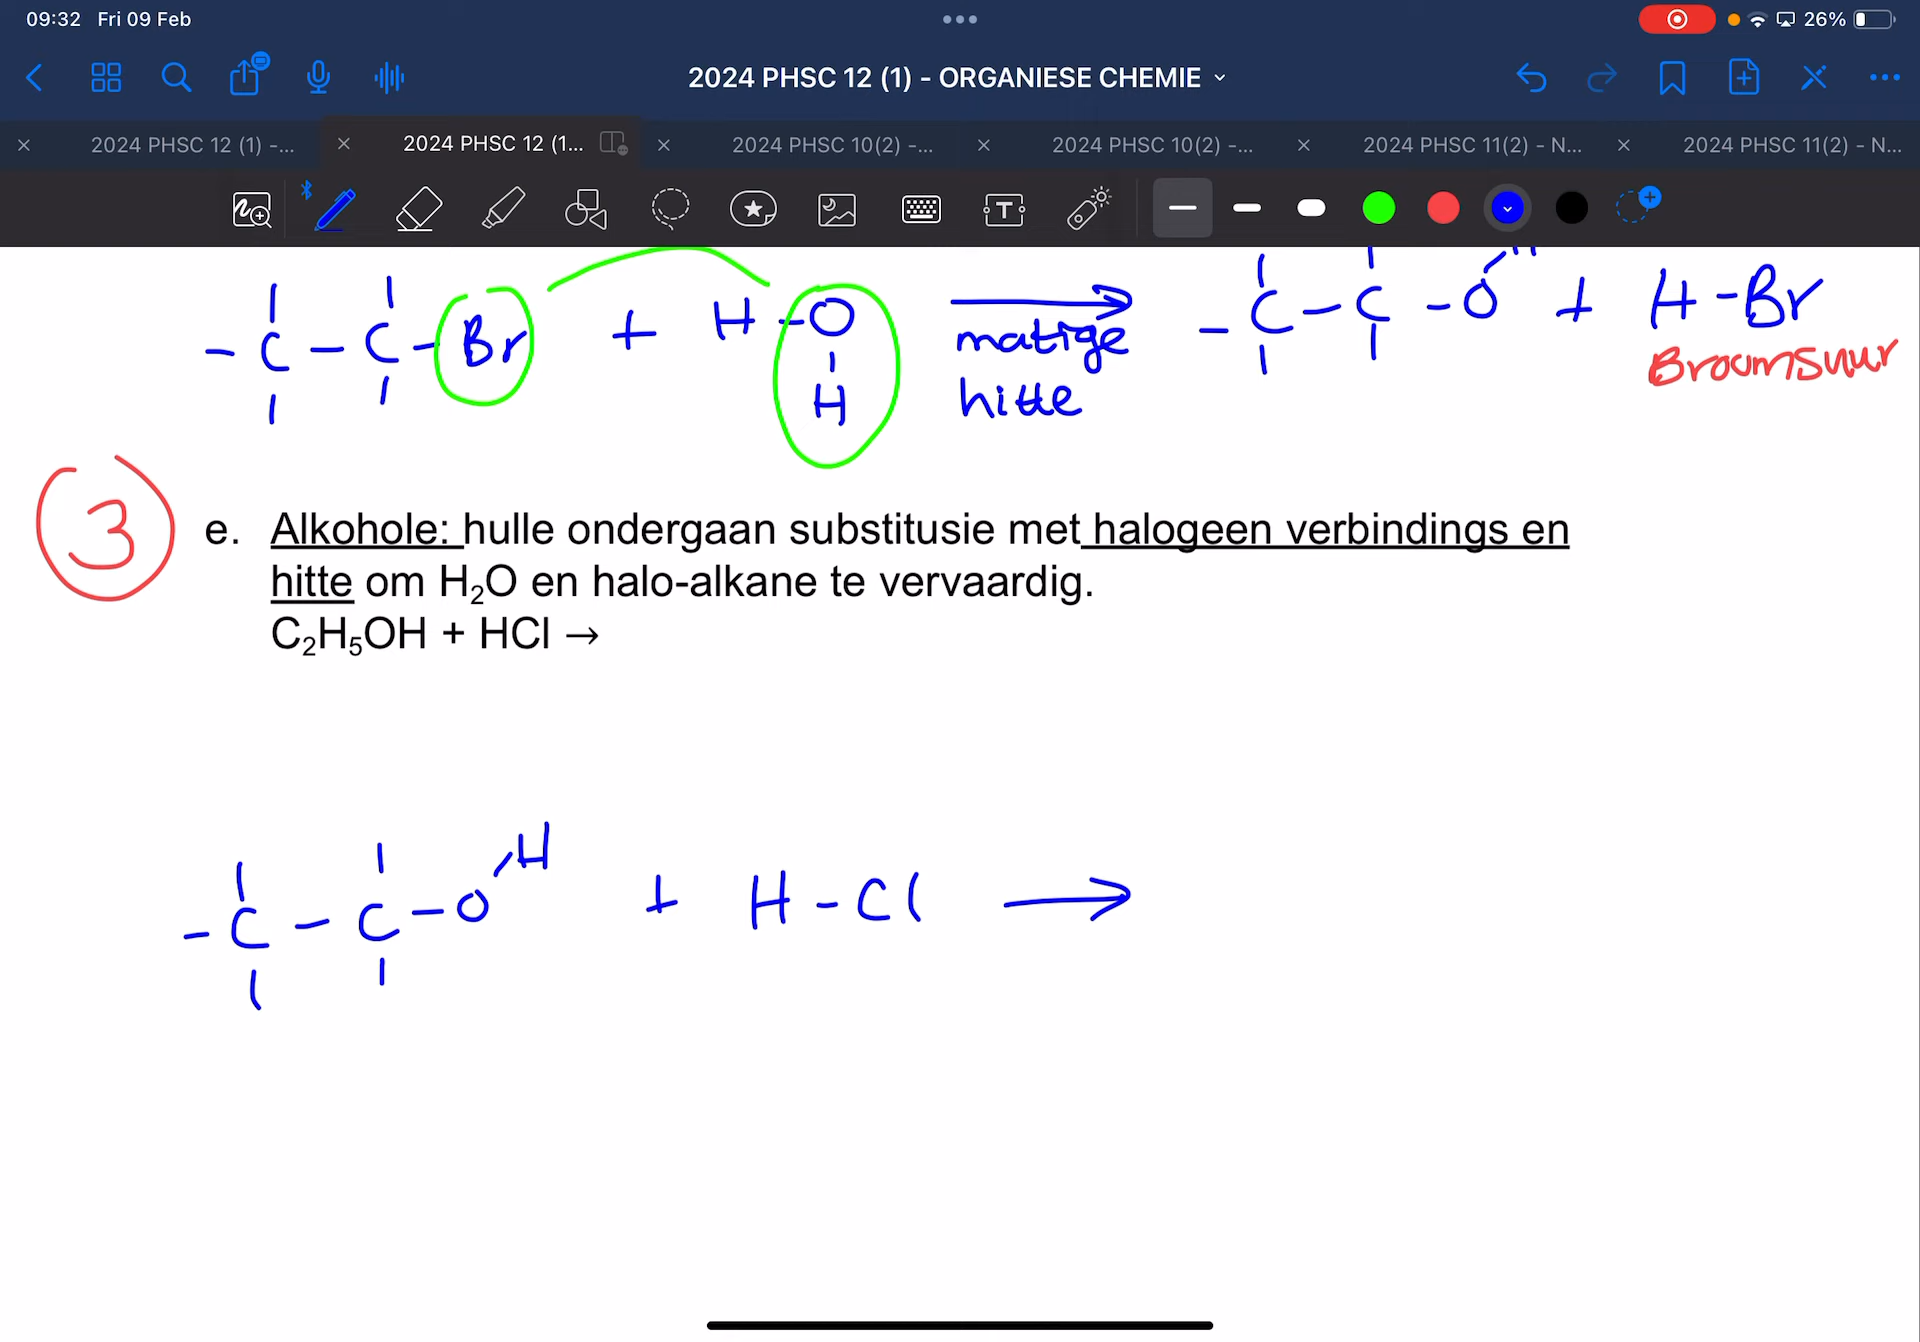 09:32 Fri 09 Feb
26%
2024 PHSC 12 (1) - ORGANIESE CHEMIE
2024 PHSC 12 (1) -...
2024 PHSC 12 (1...
2024 PHSC 10(2) -...
2024 PHSC 10(2) -...
2024 PHSC 11(2) - N...
2024 PHSC 11(2) - N...
- C - C - Br + H - O → - C - C - O + H - Br
H
matige
hitte
Broomsuur
3
e. Alkohole: hulle ondergaan substitusie met halogeen verbindings en
hitte om H₂O en halo-alkane te vervaardig.
C₂H₅OH + HCl →
- C - C - O - H + H - Cl →